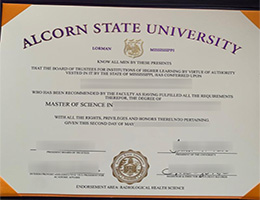 ALCORN STATE UNIVERSITY
LORMAN MISSISSIPPI
KNOW ALL MEN BY THESE PRESENTS
THAT THE BOARD OF TRUSTEES FOR INSTITUTIONS OF HIGHER LEARNING BY VIRTUE OF AUTHORITY
VESTED IN IT BY THE STATE OF MISSISSIPPI, HAS CONFERRED UPON
WHO HAS BEEN RECOMMENDED BY THE FACULTY AS HAVING FULFILLED ALL THE REQUIREMENTS
THEREFOR, THE DEGREE OF
MASTER OF SCIENCE IN
WITH ALL THE RIGHTS, PRIVILEGES AND HONORS THERETO PERTAINING
GIVEN THIS SECOND DAY OF MAY
ENDORSEMENT AREA: RADIOLOGICAL HEALTH SCIENCE